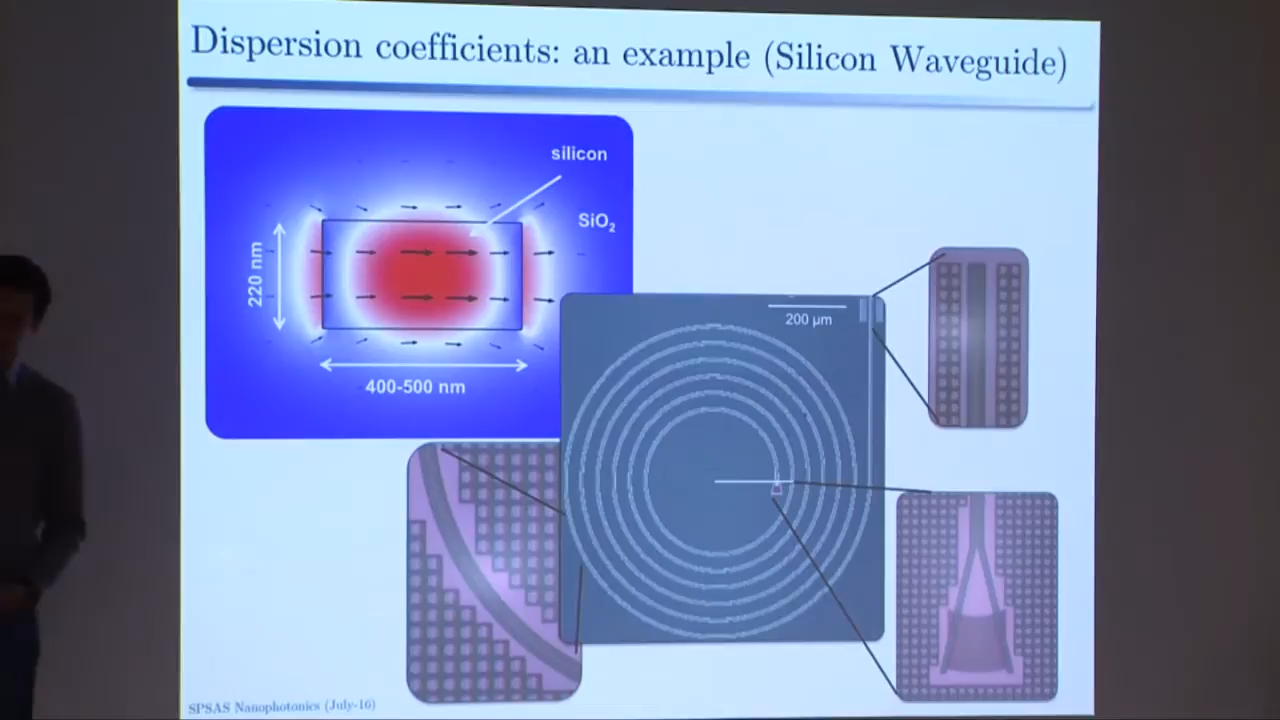 Dispersion coefficients: an example (Silicon Waveguide)
silicon
SiO₂
220 nm
400-500 nm
200 µm
SPSAS Nanophotonics (July-16)